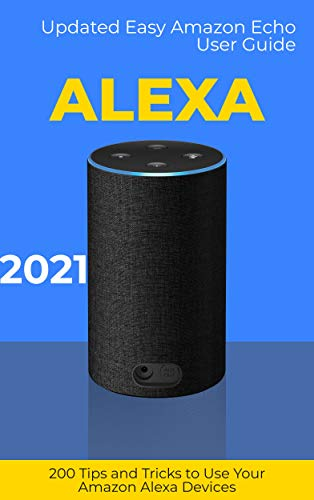 Updated Easy Amazon Echo
User Guide
ALEXA
2021
200 Tips and Tricks to Use Your
Amazon Alexa Devices